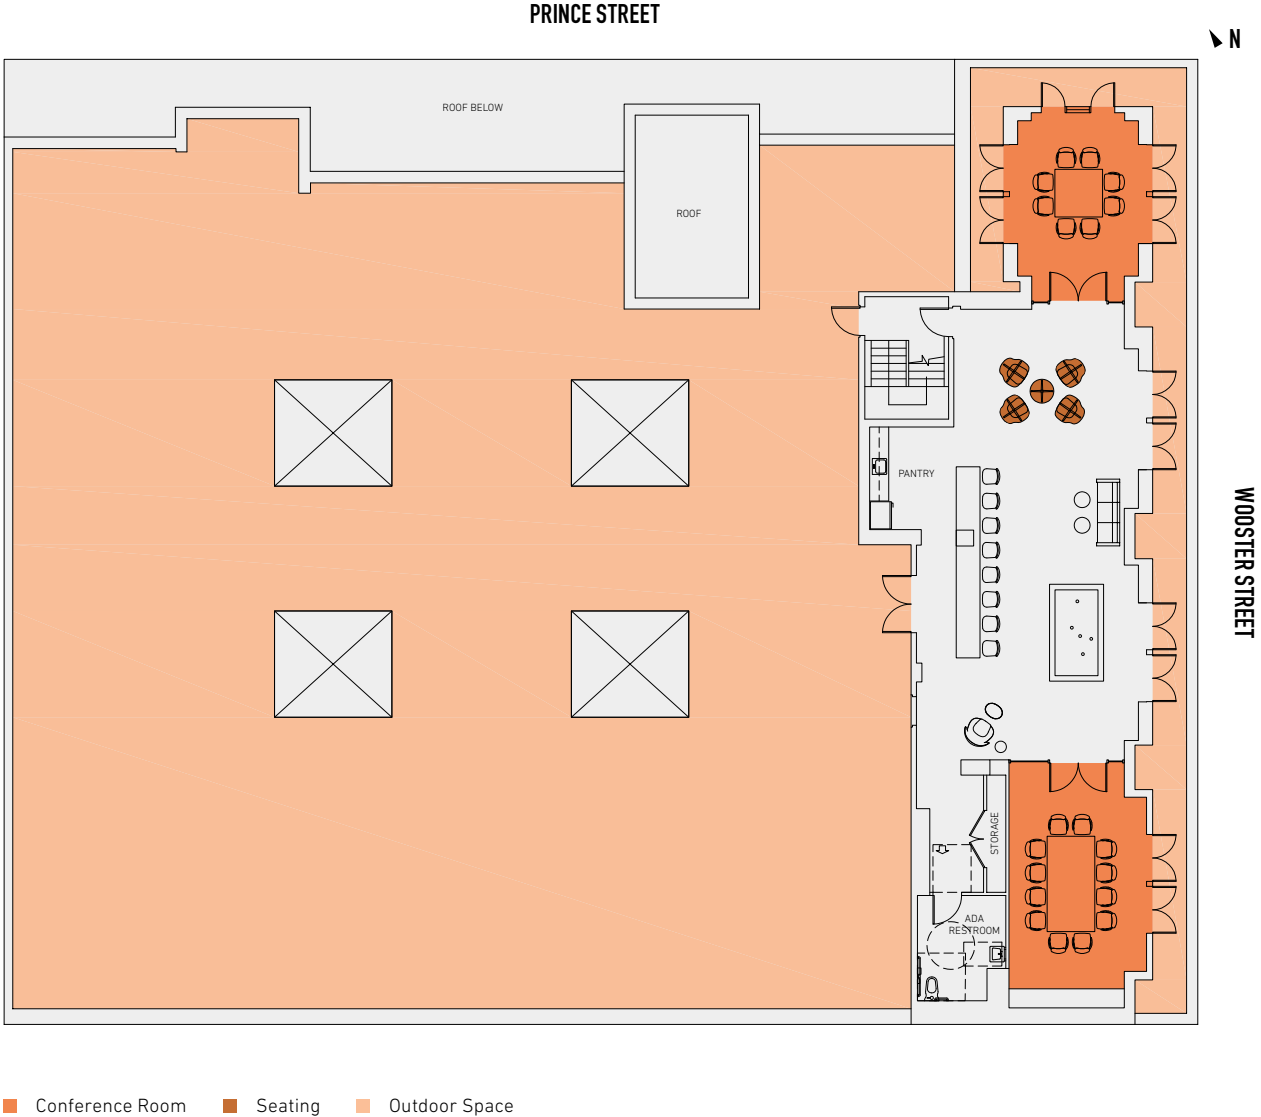 PRINCE STREET
N
ROOF BELOW
ROOF
PANTRY
WOOSTER STREET
STORAGE
ADA
RESTROOM
Conference Room
Seating
Outdoor Space